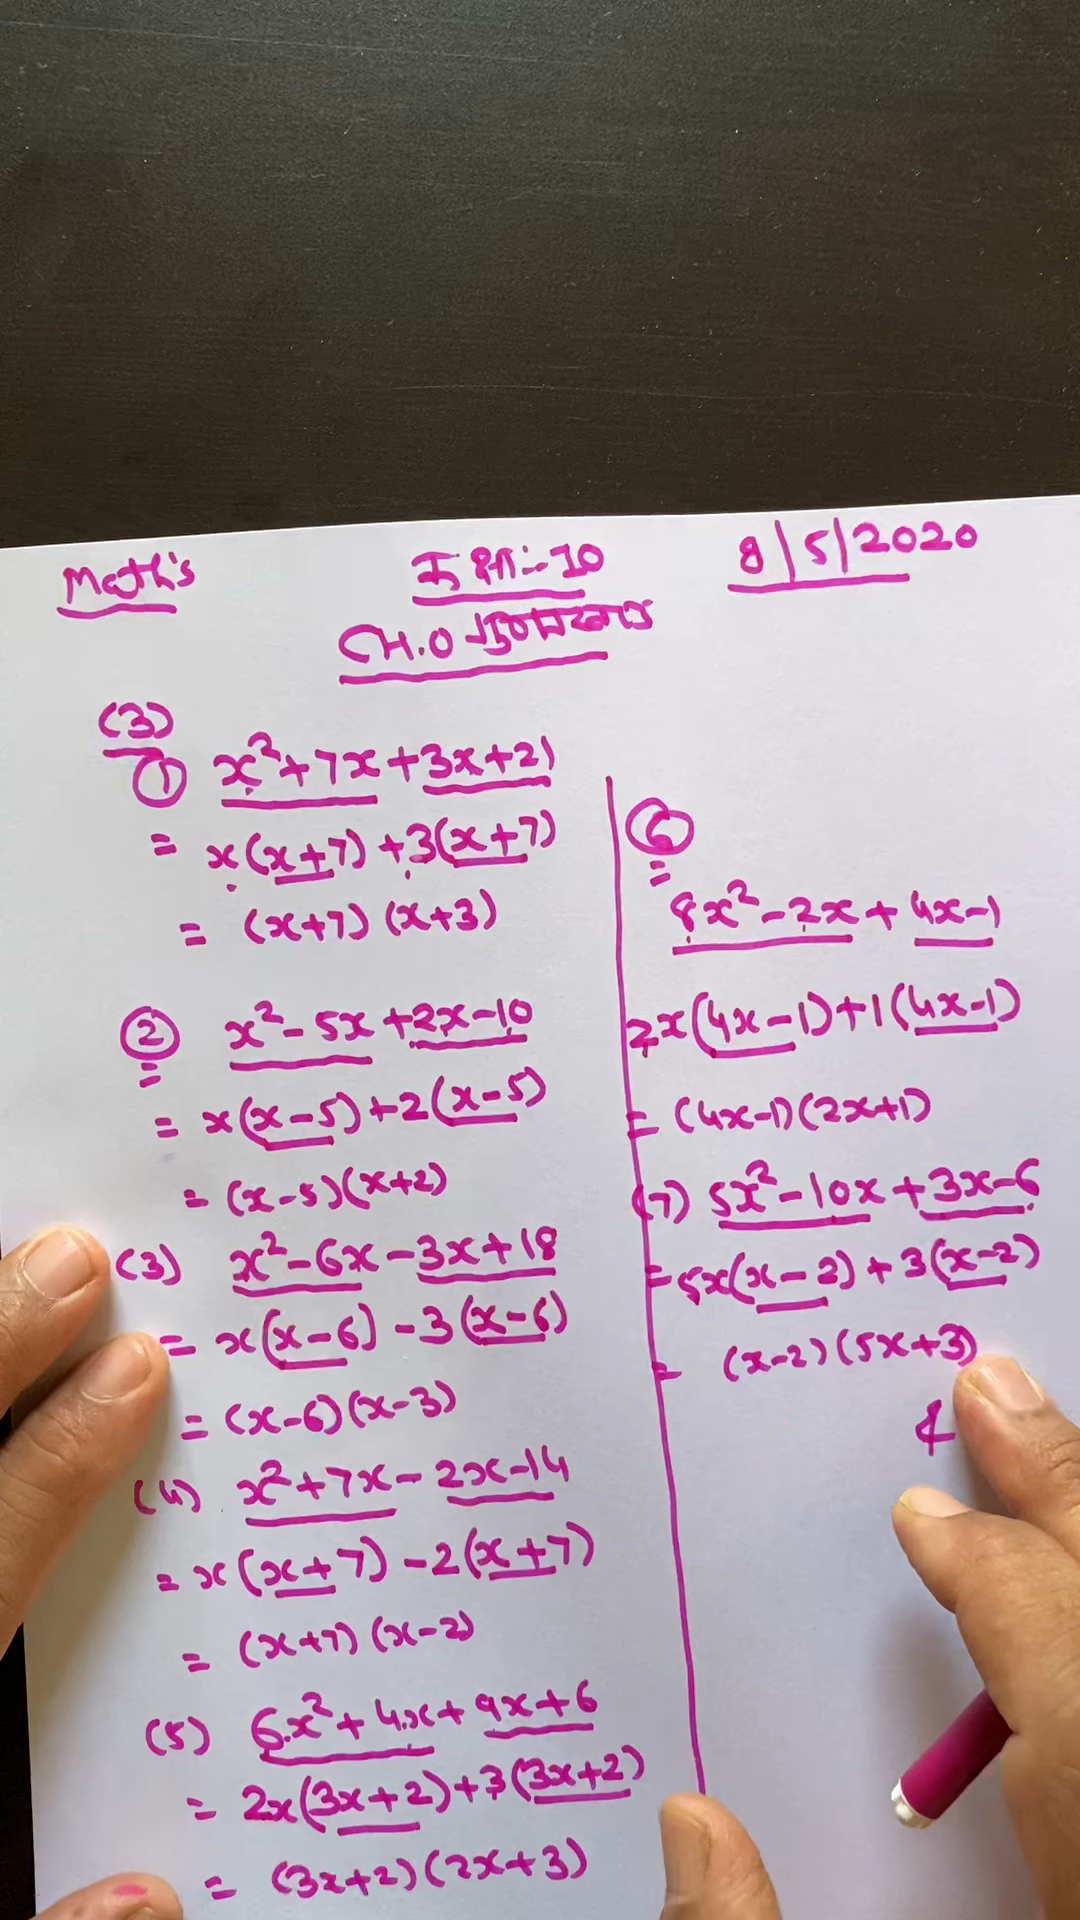 Math's
કક્ષા :- 10
8/5/2020
CH.0
(3)
① x²+7x+3x+21
= x(x+7)+3(x+7)
= (x+7)(x+3)
② x²-5x+2x-10
= x(x-5)+2(x-5)
= (x-5)(x+2)
(3) x²-6x-3x+18
= x(x-6)-3(x-6)
= (x-6)(x-3)
(4) x²+7x-2x-14
= x(x+7)-2(x+7)
= (x+7)(x-2)
(5) 6x²+4x+9x+6
= 2x(3x+2)+3(3x+2)
= (3x+2)(2x+3)
⑥
8x²-2x+4x-1
2x(4x-1)+1(4x-1)
= (4x-1)(2x+1)
(7) 5x²-10x+3x-6
= 5x(x-2)+3(x-2)
= (x-2)(5x+3)